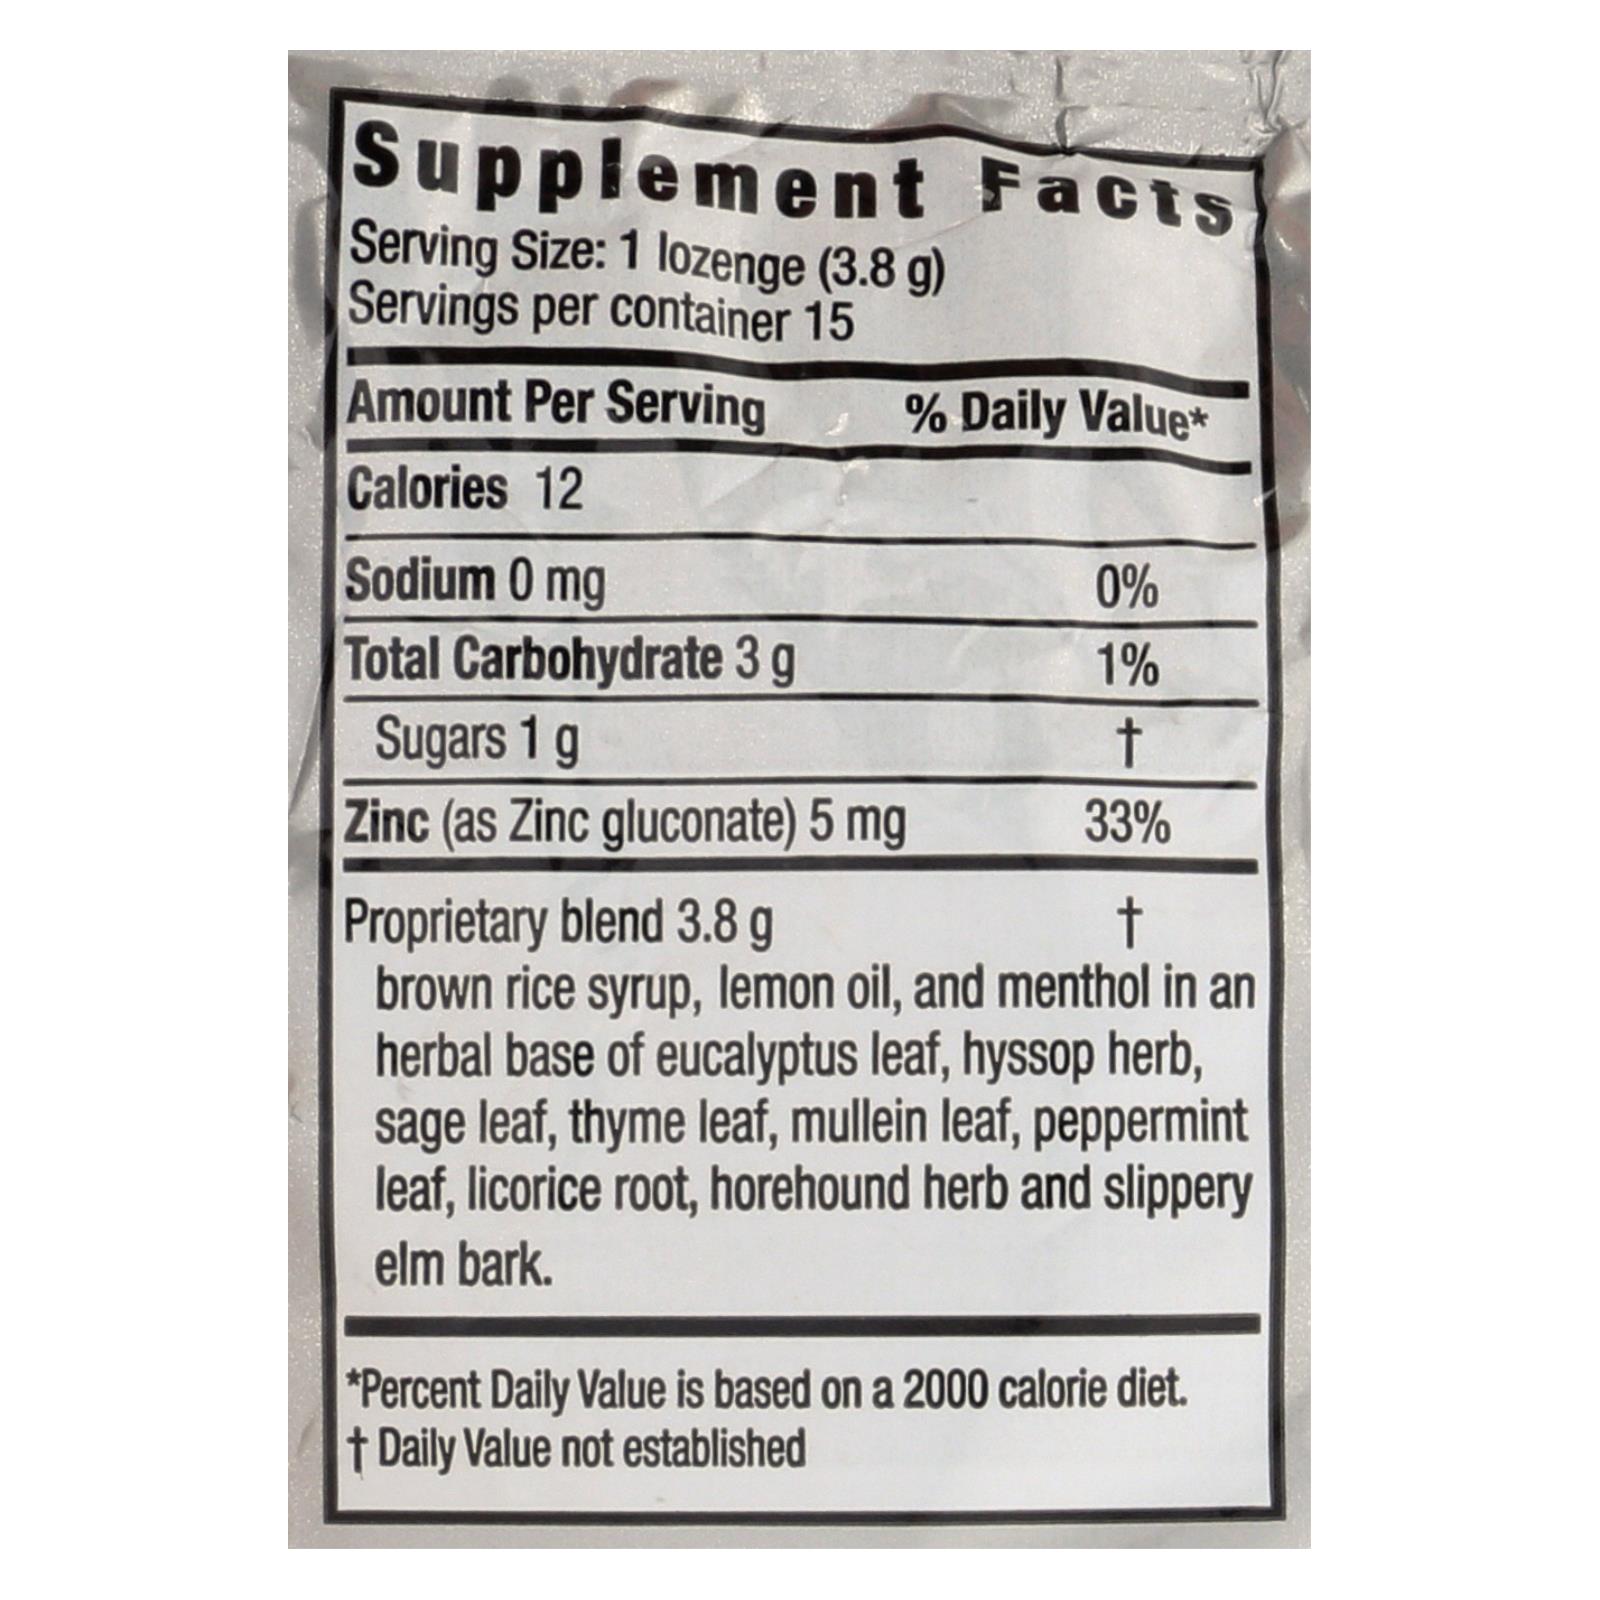 Supplement Facts
Serving Size: 1 lozenge (3.8 g)
Servings per container 15
Amount Per Serving % Daily Value*
Calories 12
Sodium 0 mg 0%
Total Carbohydrate 3 g 1%
Sugars 1 g †
Zinc (as Zinc gluconate) 5 mg 33%
Proprietary blend 3.8 g †
brown rice syrup, lemon oil, and menthol in an
herbal base of eucalyptus leaf, hyssop herb,
sage leaf, thyme leaf, mullein leaf, peppermint
leaf, licorice root, horehound herb and slippery
elm bark.
*Percent Daily Value is based on a 2000 calorie diet.
† Daily Value not established